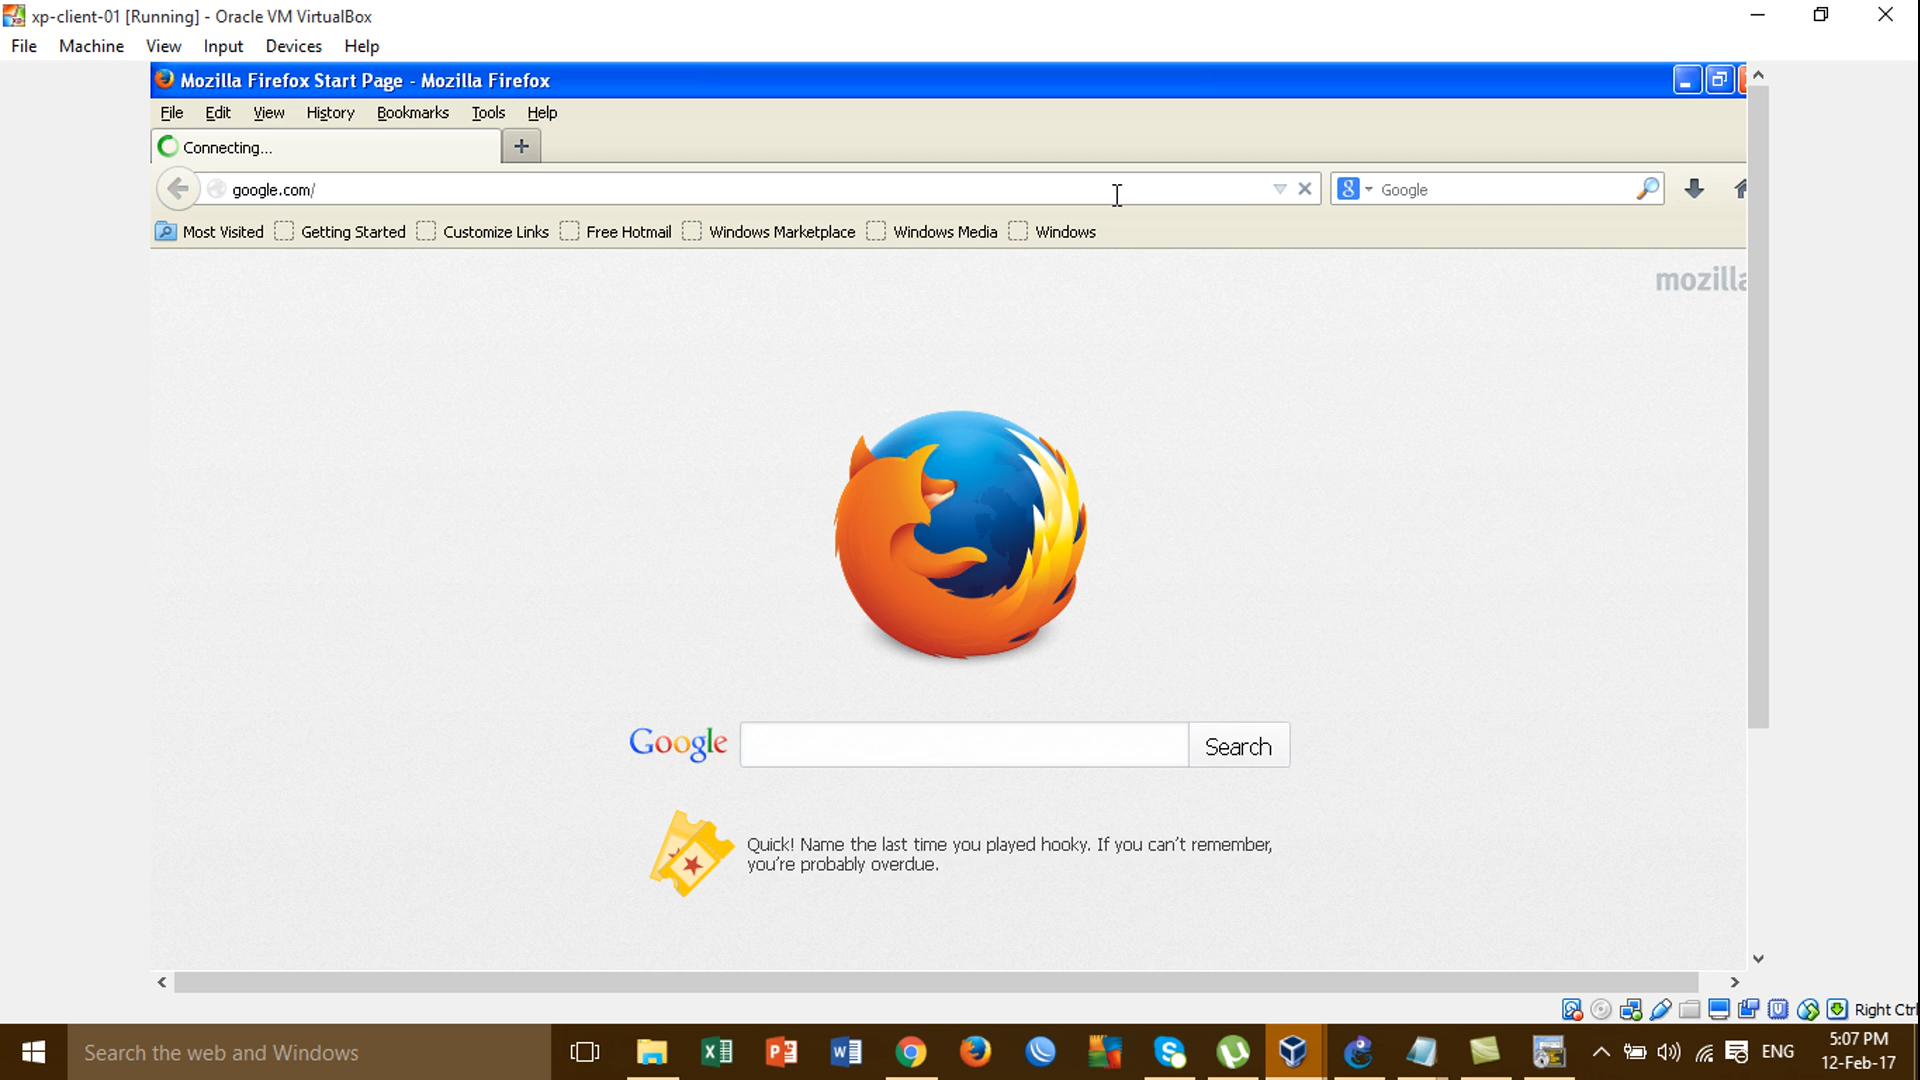 xp-client-01 [Running] - Oracle VM VirtualBox
File Machine View Input Devices Help
Mozilla Firefox Start Page - Mozilla Firefox
File Edit View History Bookmarks Tools Help
Connecting...
google.com/
Google
Most Visited Getting Started Customize Links Free Hotmail Windows Marketplace Windows Media Windows
mozilla
Google Search
Quick! Name the last time you played hooky. If you can't remember,
you're probably overdue.
Right Ctrl
Search the web and Windows
ENG
5:07 PM
12-Feb-17